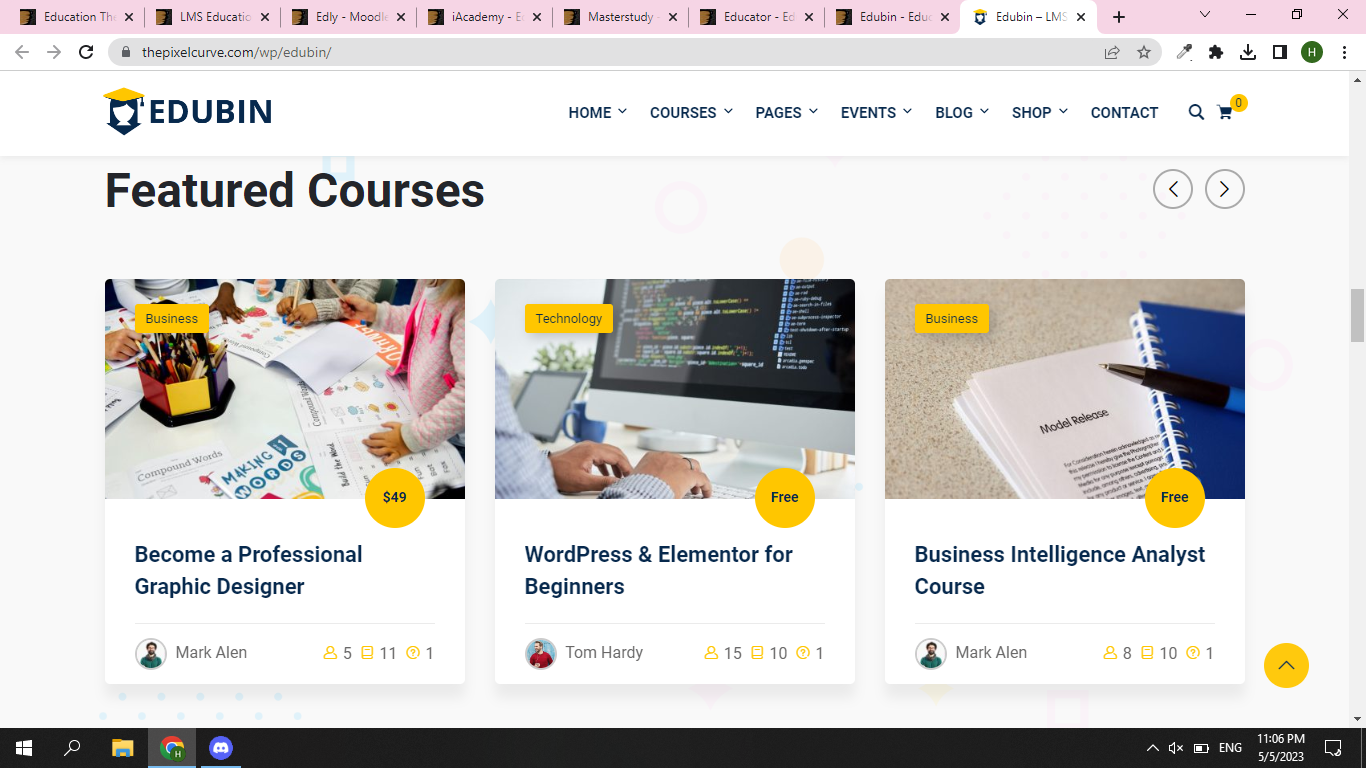 Education The
LMS Educatio
Edly - Moodle
iAcademy - E
Masterstudy -
Educator - Ed
Edubin - Educ
Edubin – LMS
thepixelcurve.com/wp/edubin/
H
EDUBIN
HOME
COURSES
PAGES
EVENTS
BLOG
SHOP
CONTACT
0
Featured Courses
Business
Compound Words
MAKING
WORDS
$49
Become a Professional
Graphic Designer
Mark Alen
5
11
1
Technology
Free
WordPress & Elementor for
Beginners
Tom Hardy
15
10
1
Business
Model Release
Free
Business Intelligence Analyst
Course
Mark Alen
8
10
1
H
ENG
11:06 PM
5/5/2023